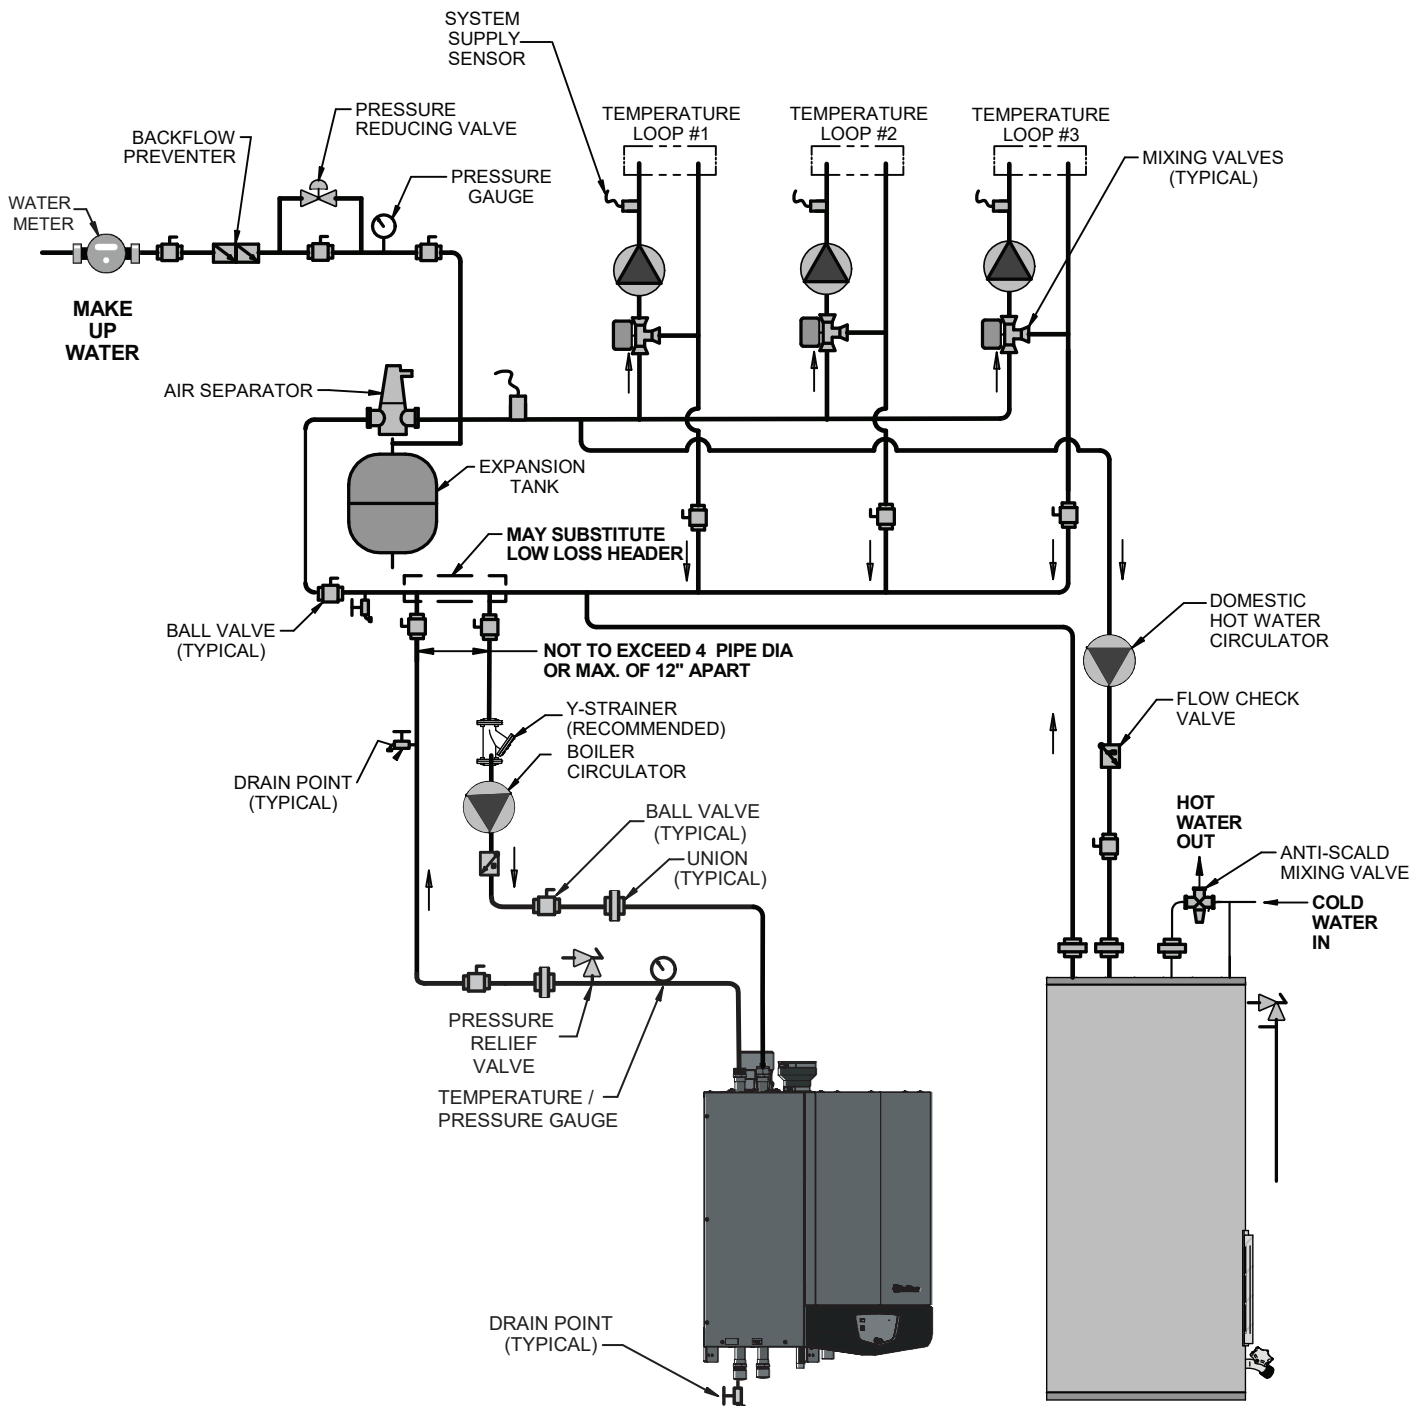 SYSTEM
SUPPLY
SENSOR
PRESSURE
REDUCING VALVE
BACKFLOW
PREVENTER
TEMPERATURE
LOOP #1
TEMPERATURE
LOOP #2
TEMPERATURE
LOOP #3
MIXING VALVES
(TYPICAL)
PRESSURE
GAUGE
WATER
METER
MAKE
UP
WATER
AIR SEPARATOR
EXPANSION
TANK
MAY SUBSTITUTE
LOW LOSS HEADER
BALL VALVE
(TYPICAL)
NOT TO EXCEED 4 PIPE DIA
OR MAX. OF 12" APART
DOMESTIC
HOT WATER
CIRCULATOR
Y-STRAINER
(RECOMMENDED)
BOILER
CIRCULATOR
FLOW CHECK
VALVE
DRAIN POINT
(TYPICAL)
BALL VALVE
(TYPICAL)
UNION
(TYPICAL)
HOT
WATER
OUT
ANTI-SCALD
MIXING VALVE
COLD
WATER
IN
PRESSURE
RELIEF
VALVE
TEMPERATURE /
PRESSURE GAUGE
DRAIN POINT
(TYPICAL)